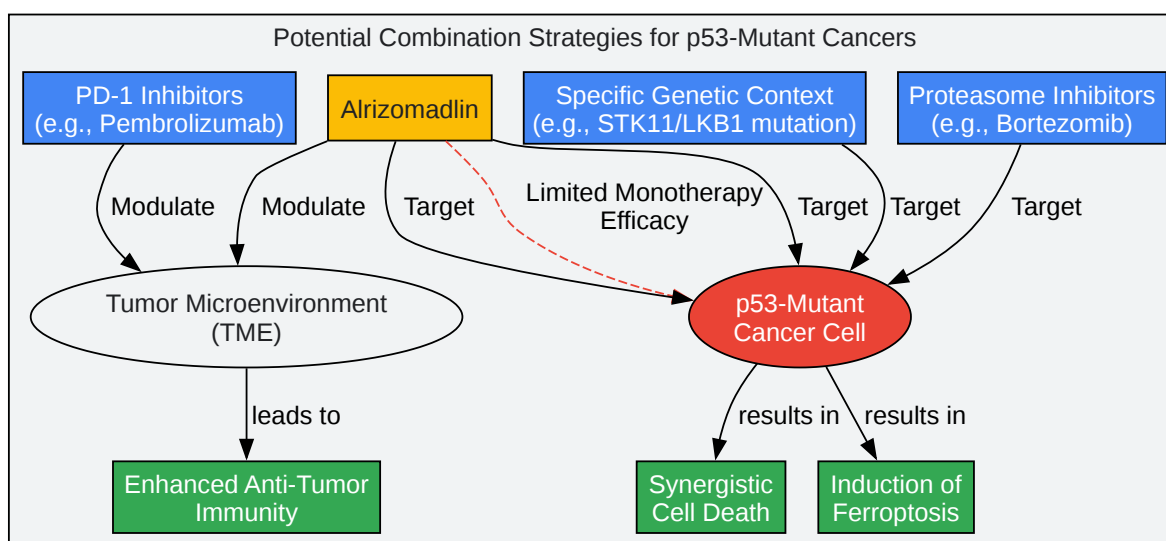 Potential Combination Strategies for p53-Mutant Cancers
PD-1 Inhibitors
(e.g., Pembrolizumab)
Alrizomadlin
Specific Genetic Context
(e.g., STK11/LKB1 mutation)
Proteasome Inhibitors
(e.g., Bortezomib)
Modulate
Modulate
Target
Limited Monotherapy
Efficacy
Target
Target
Target
Tumor Microenvironment
(TME)
p53-Mutant
Cancer Cell
leads to
results in
results in
Enhanced Anti-Tumor
Immunity
Synergistic
Cell Death
Induction of
Ferroptosis